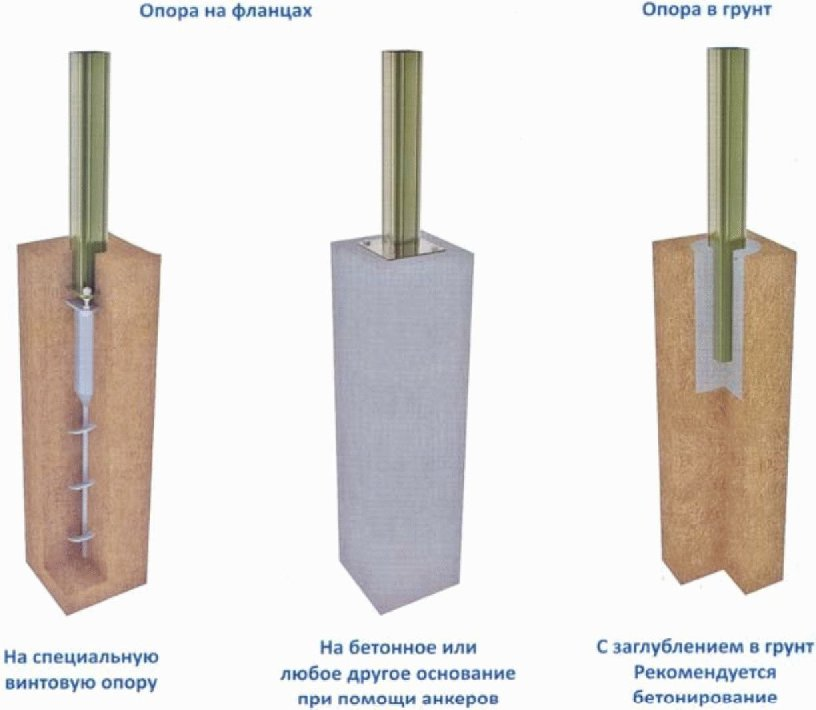 Опора на фланцах
Опора в грунт
На специальную
винтовую опору
На бетонное или
любое другое основание
при помощи анкеров
С заглублением в грунт
Рекомендуется
бетонирование